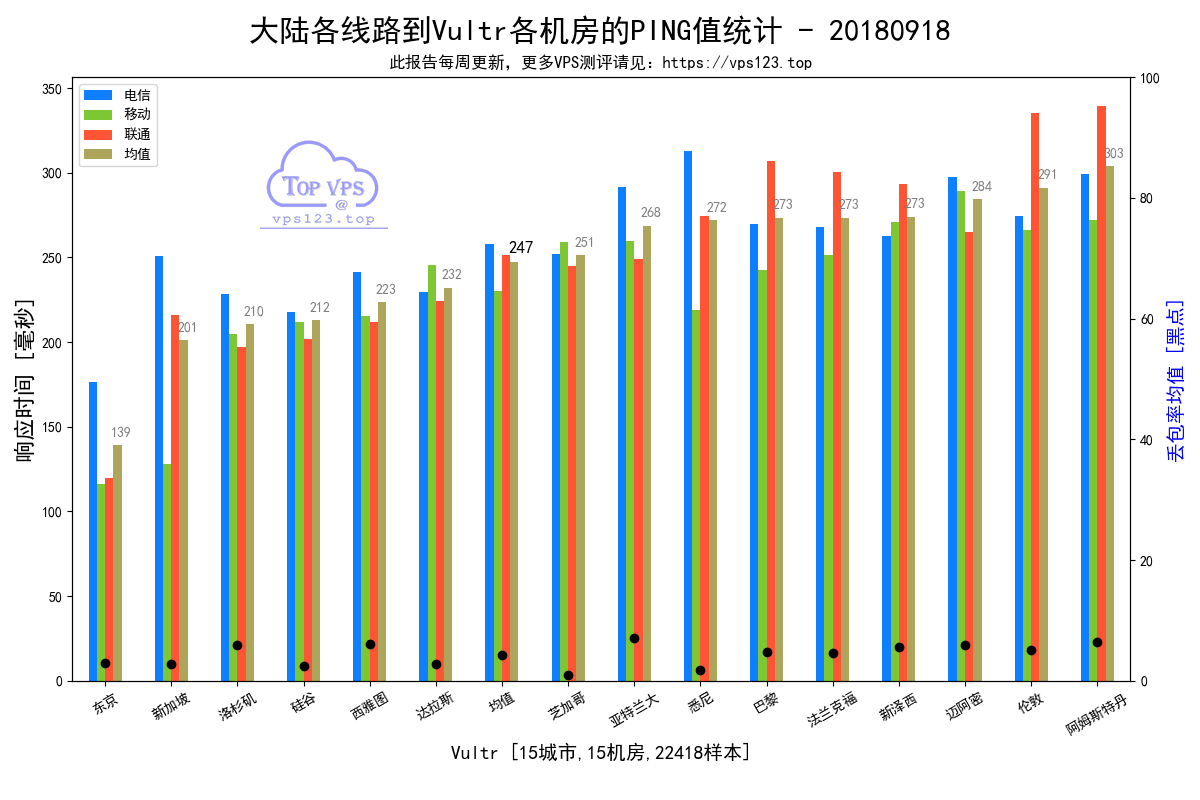 大陆各线路到Vultr各机房的PING值统计 - 20180918
此报告每周更新，更多VPS测评请见：https://vps123.top
电信
移动
联通
均值
TOP VPS
@
vps123.top
响应时间 [毫秒]
350
300
250
200
150
100
50
0
139
201
210
212
223
232
247
251
268
272
273
273
273
284
291
303
100
80
60
40
20
0
丢包率均值 [黑点]
东京
新加坡
洛杉矶
硅谷
西雅图
达拉斯
均值
芝加哥
亚特兰大
悉尼
巴黎
法兰克福
新泽西
迈阿密
伦敦
阿姆斯特丹
Vultr [15城市,15机房,22418样本]